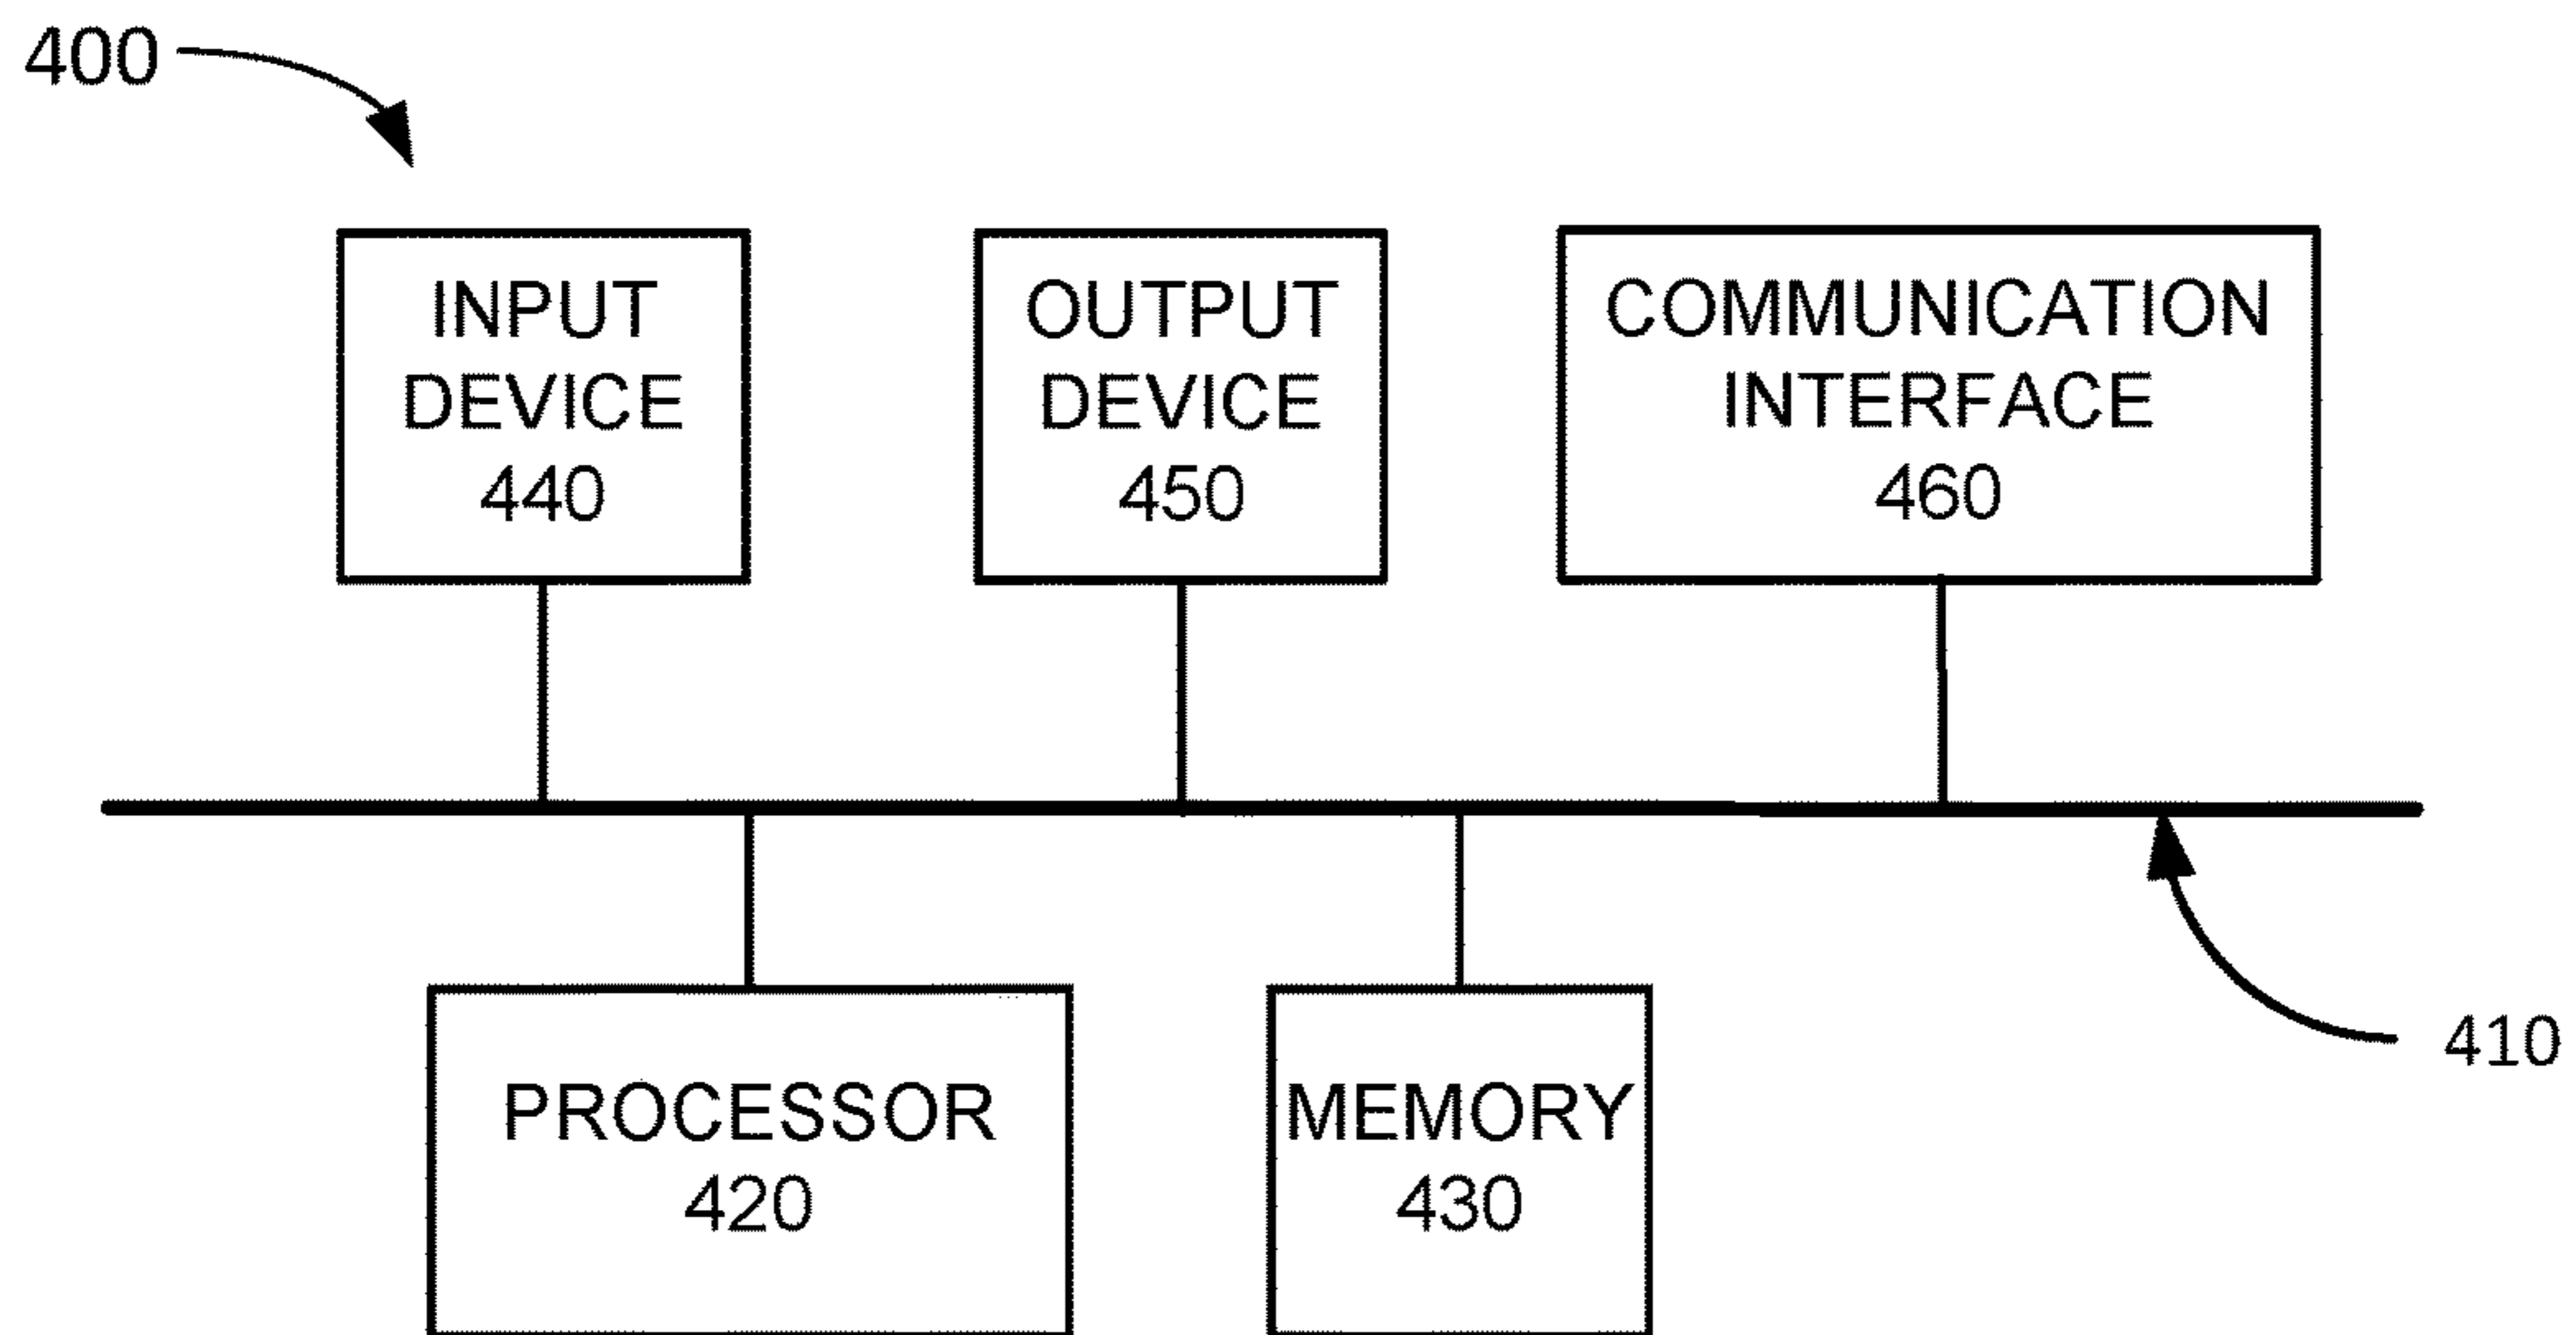 400
INPUT
DEVICE
440
OUTPUT
DEVICE
450
COMMUNICATION
INTERFACE
460
410
PROCESSOR
420
MEMORY
430